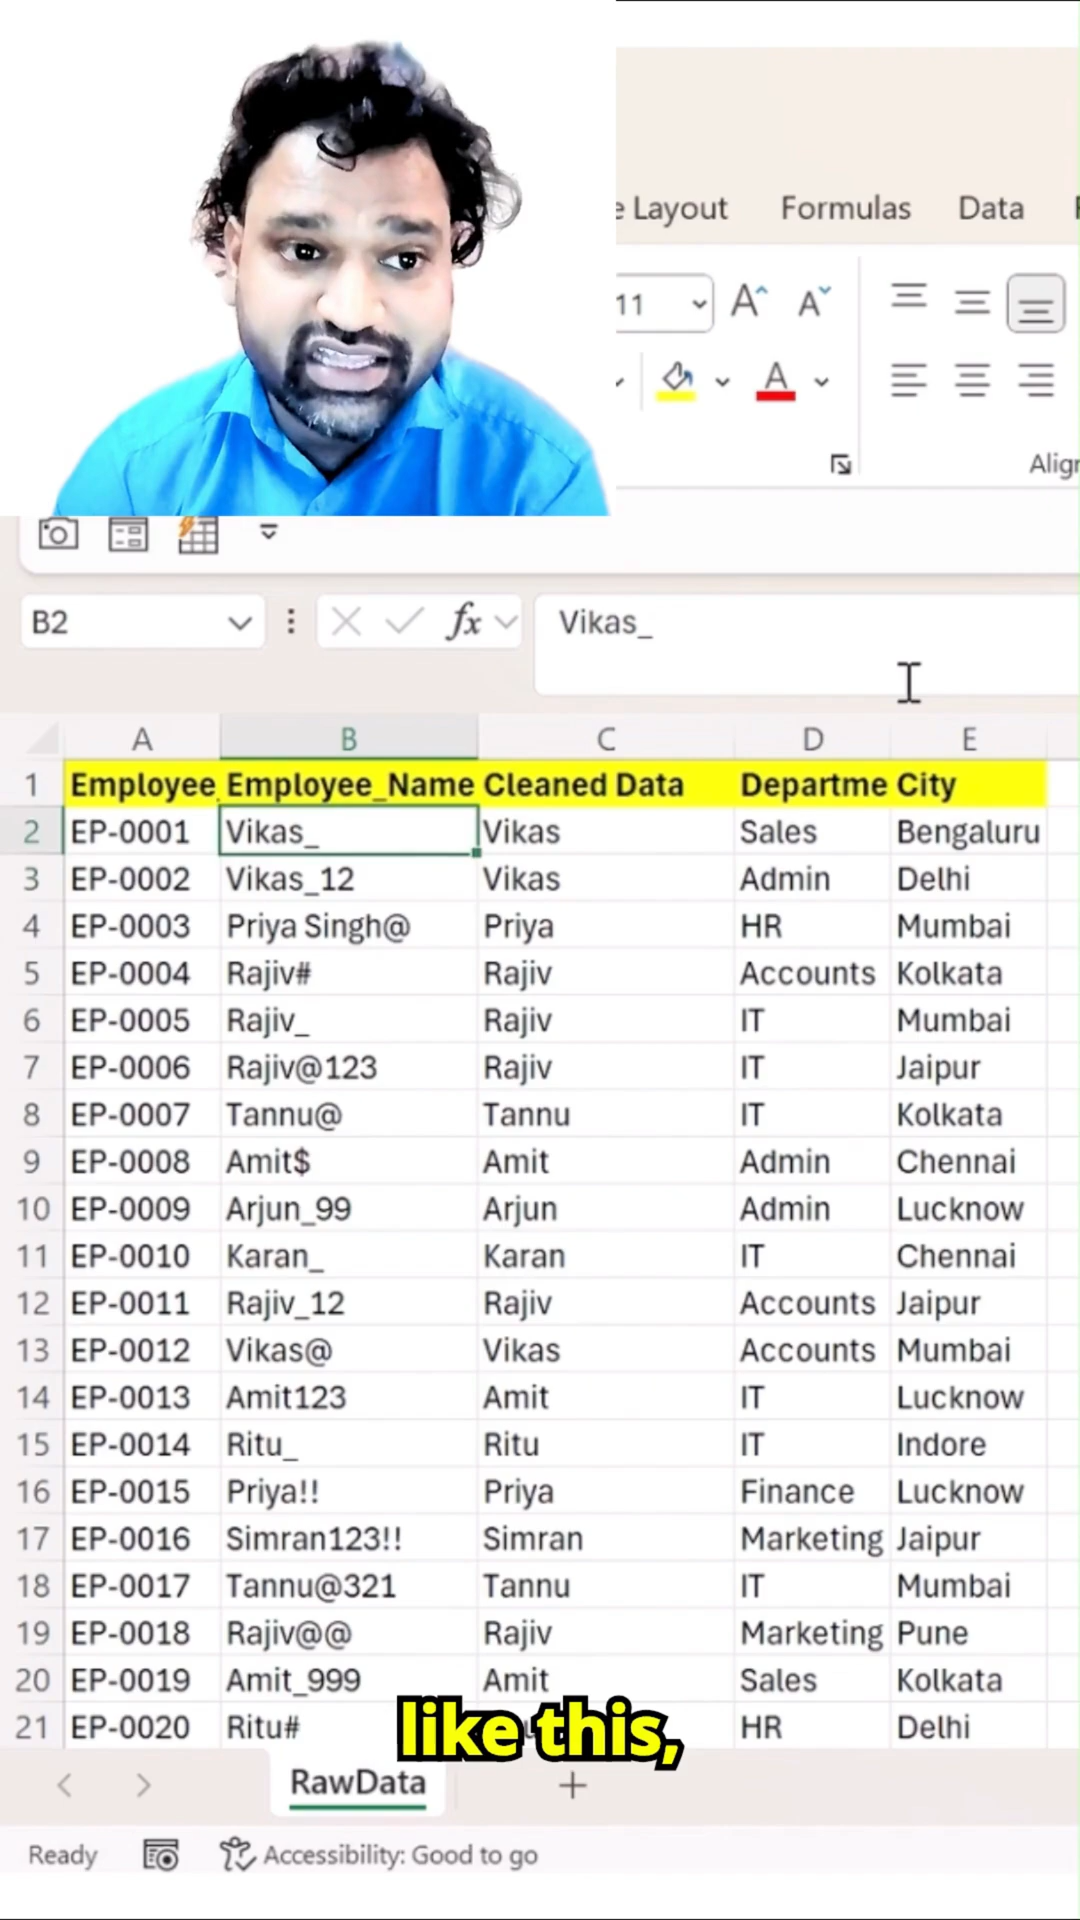 e Layout Formulas Data
11 A A
A
Align
B2 fx Vikas_
A B C D E
1 Employee_ Employee_Name Cleaned Data Departme City
2 EP-0001 Vikas_ Vikas Sales Bengaluru
3 EP-0002 Vikas_12 Vikas Admin Delhi
4 EP-0003 Priya Singh@ Priya HR Mumbai
5 EP-0004 Rajiv# Rajiv Accounts Kolkata
6 EP-0005 Rajiv_ Rajiv IT Mumbai
7 EP-0006 Rajiv@123 Rajiv IT Jaipur
8 EP-0007 Tannu@ Tannu IT Kolkata
9 EP-0008 Amit$ Amit Admin Chennai
10 EP-0009 Arjun_99 Arjun Admin Lucknow
11 EP-0010 Karan_ Karan IT Chennai
12 EP-0011 Rajiv_12 Rajiv Accounts Jaipur
13 EP-0012 Vikas@ Vikas Accounts Mumbai
14 EP-0013 Amit123 Amit IT Lucknow
15 EP-0014 Ritu_ Ritu IT Indore
16 EP-0015 Priya!! Priya Finance Lucknow
17 EP-0016 Simran123!! Simran Marketing Jaipur
18 EP-0017 Tannu@321 Tannu IT Mumbai
19 EP-0018 Rajiv@@ Rajiv Marketing Pune
20 EP-0019 Amit_999 Amit Sales Kolkata
21 EP-0020 Ritu# HR Delhi
like this,
RawData
Ready Accessibility: Good to go